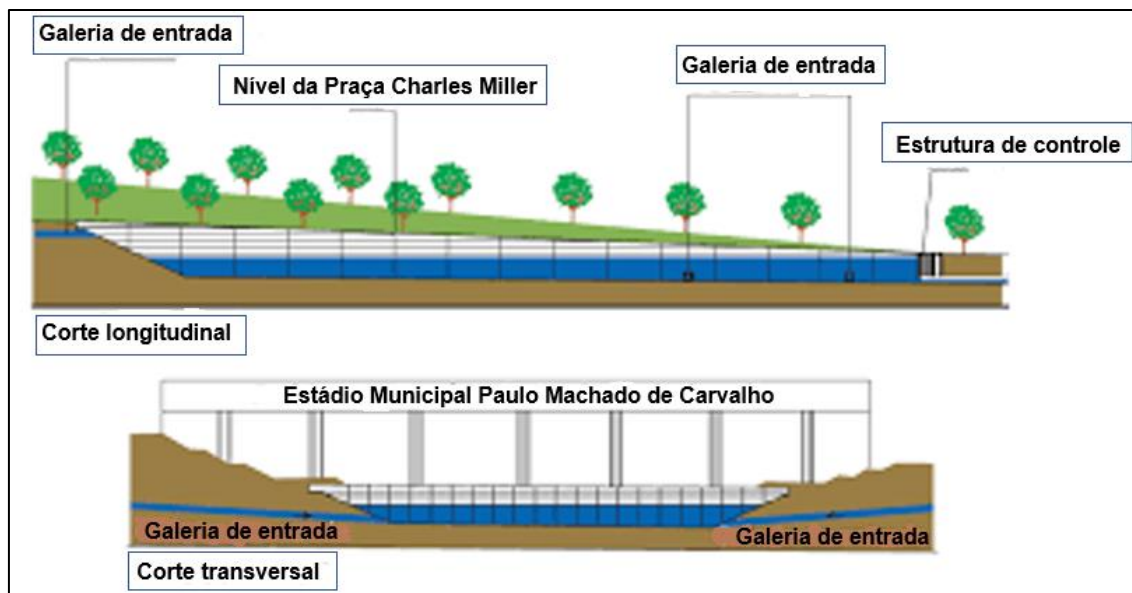 Galeria de entrada
Nível da Praça Charles Miller
Galeria de entrada
Estrutura de controle
Corte longitudinal
Estádio Municipal Paulo Machado de Carvalho
Galeria de entrada
Galeria de entrada
Corte transversal